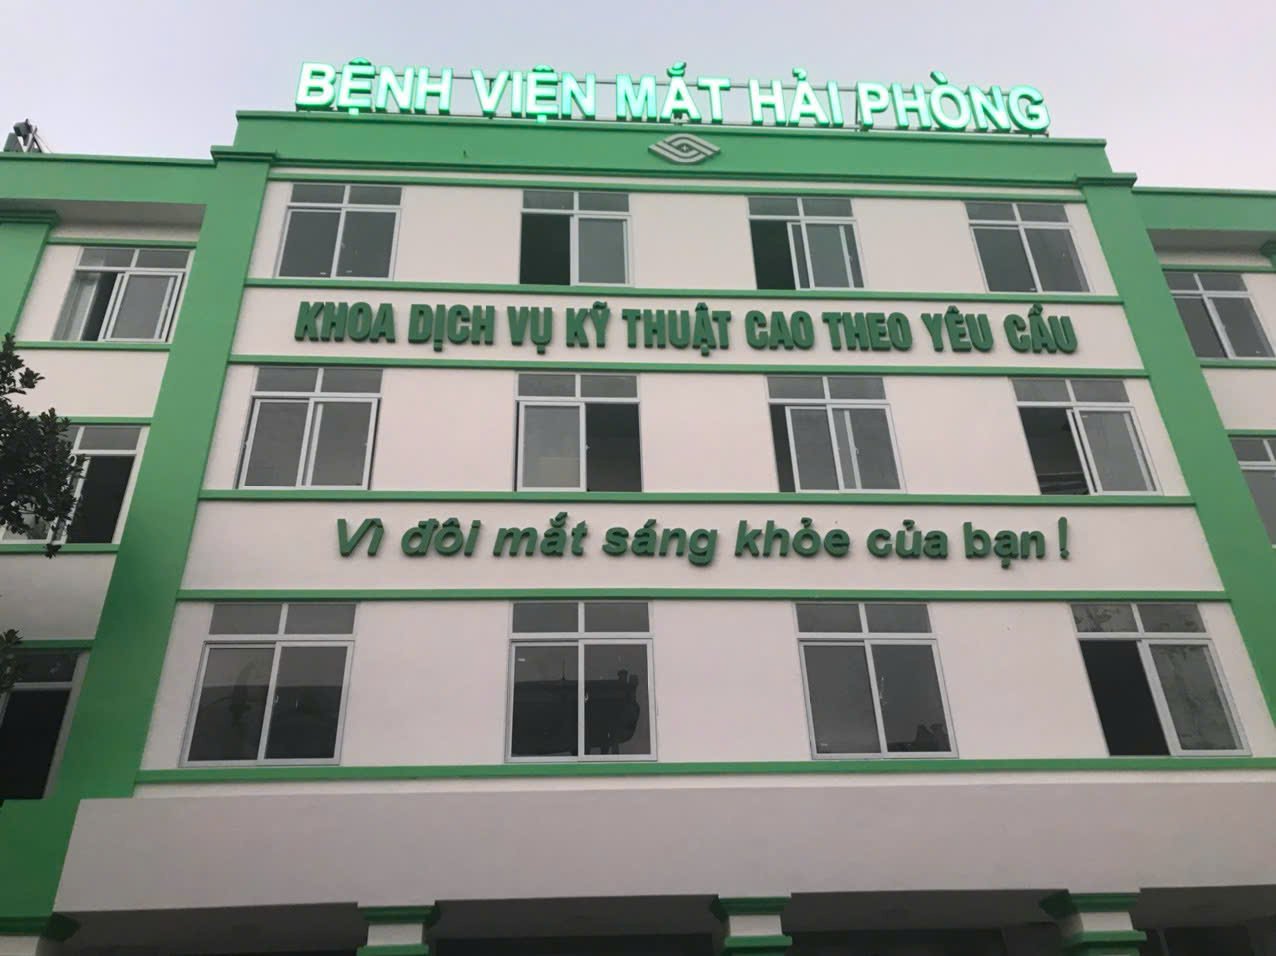 BỆNH VIỆN MẮT HẢI PHÒNG
KHOA DỊCH VỤ KỸ THUẬT CAO THEO YÊU CẦU
Vì đôi mắt sáng khỏe của bạn !